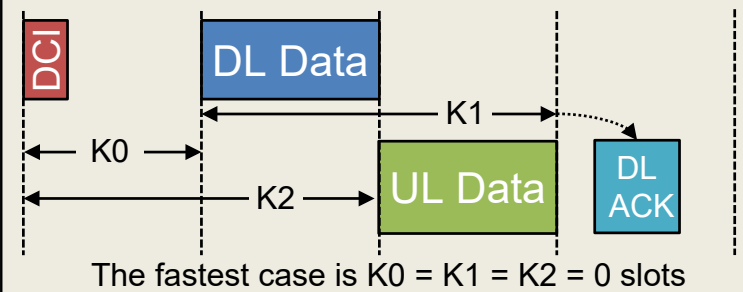 DCI
DL Data
K1
K0
K2
UL Data
DL
ACK
The fastest case is K0 = K1 = K2 = 0 slots